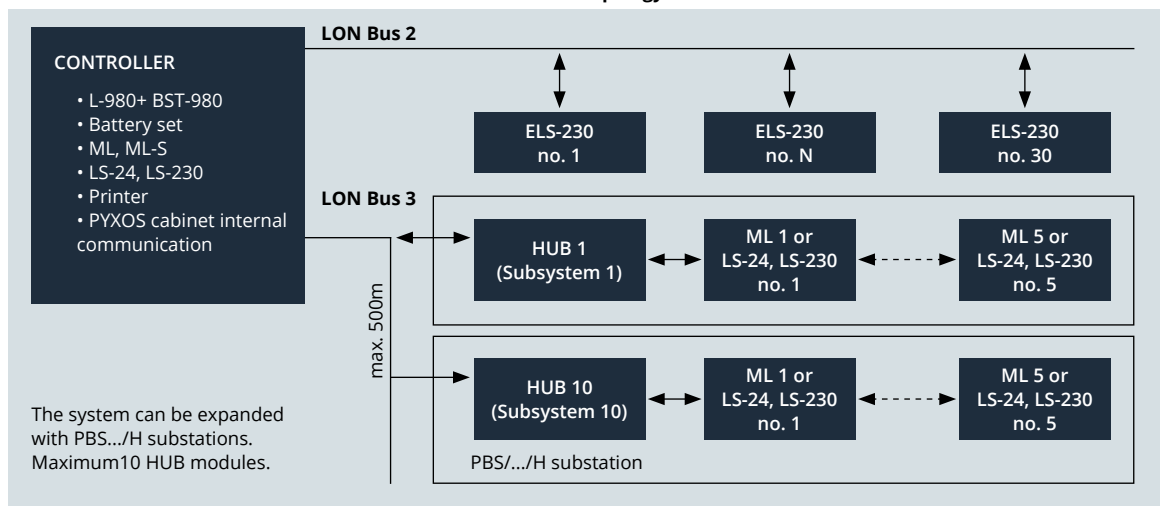 LON Bus 2
CONTROLLER
• L-980+ BST-980
• Battery set
• ML, ML-S
• LS-24, LS-230
• Printer
• PYXOS cabinet internal
communication
ELS-230
no. 1
ELS-230
no. N
ELS-230
no. 30
LON Bus 3
HUB 1
(Subsystem 1)
ML 1 or
LS-24, LS-230
no. 1
ML 5 or
LS-24, LS-230
no. 5
max. 500m
HUB 10
(Subsystem 10)
ML 1 or
LS-24, LS-230
no. 1
ML 5 or
LS-24, LS-230
no. 5
PBS/.../H substation
The system can be expanded
with PBS.../H substations.
Maximum10 HUB modules.